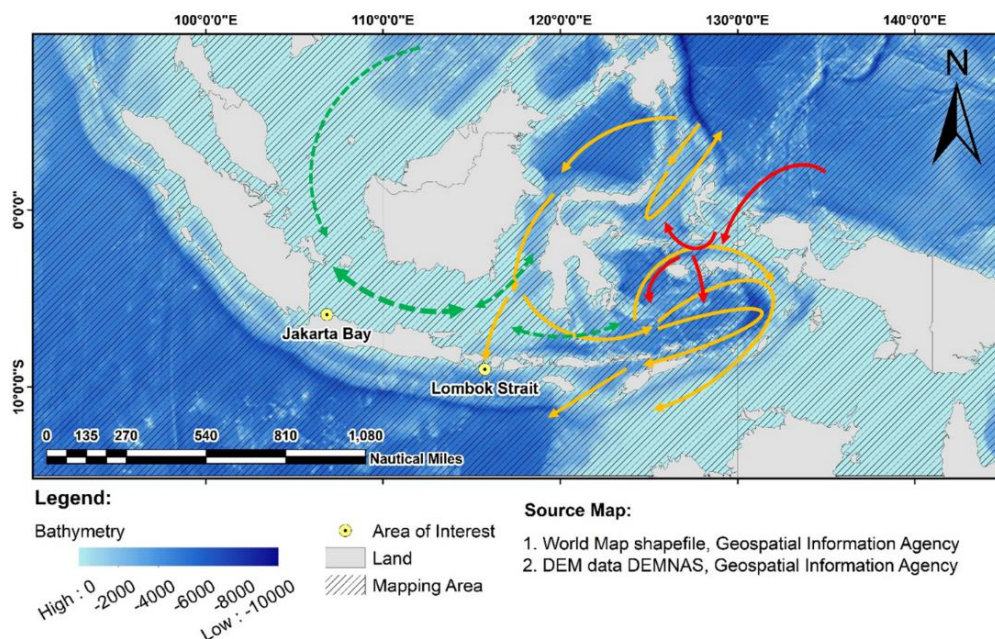 100°0'0"
110°0'0"
120°0'0"
130°0'0"
140°0'0"
N
0°0'0"
10°0'0"
Jakarta Bay
Lombok Strait
0 135 270 540 810 1,080
Nautical Miles
Legend:
Bathymetry
High : 0 -2000 -4000 -6000 -8000 Low : -10000
Area of Interest
Land
Mapping Area
Source Map:
1. World Map shapefile, Geospatial Information Agency
2. DEM data DEMNAS, Geospatial Information Agency